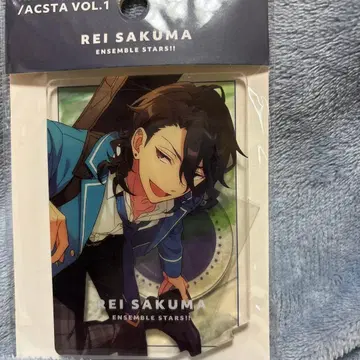 /ACSTA VOL.1
REI SAKUMA
ENSEMBLE STARS!!
REI SAKUMA
ENSEMBLE STARS!!